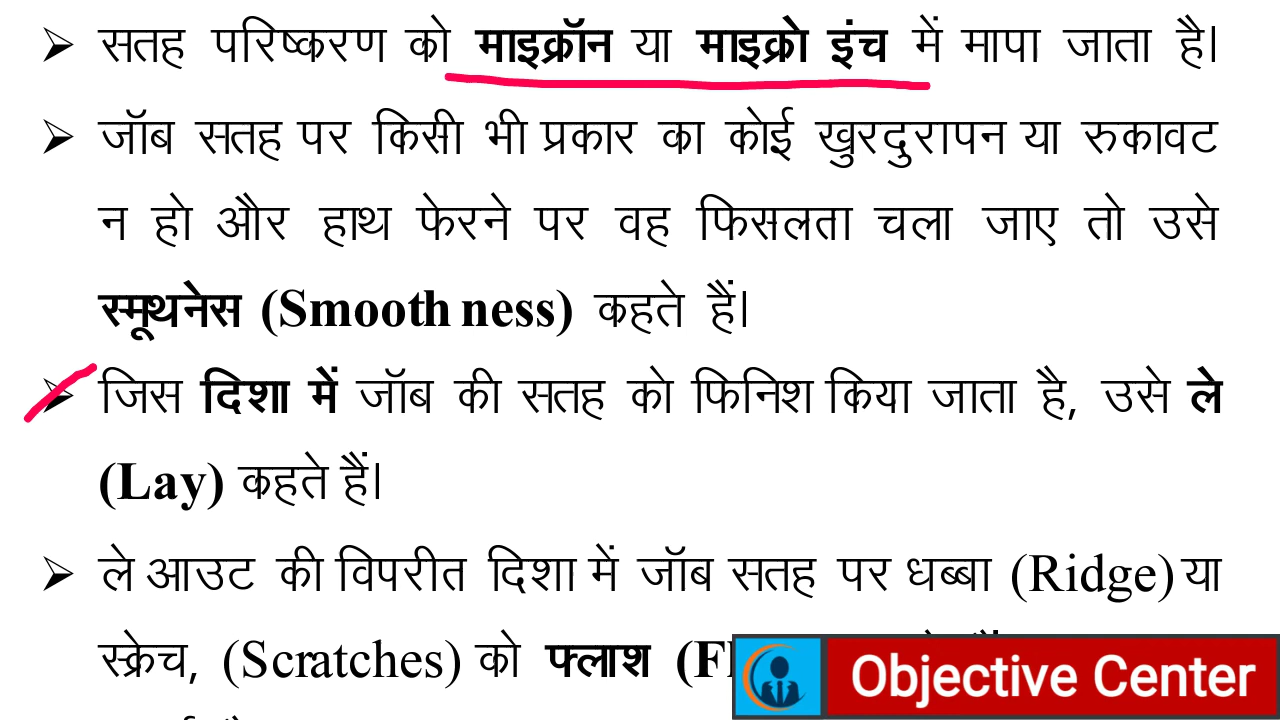 ➢ सतह परिष्करण को माइक्रॉन या माइक्रो इंच में मापा जाता है।
➢ जॉब सतह पर किसी भी प्रकार का कोई खुरदुरापन या रुकावट
न हो और हाथ फेरने पर वह फिसलता चला जाए तो उसे
स्मूथनेस (Smooth ness) कहते हैं।
➢ जिस दिशा में जॉब की सतह को फिनिश किया जाता है, उसे ले
(Lay) कहते हैं।
➢ ले आउट की विपरीत दिशा में जॉब सतह पर धब्बा (Ridge) या
स्क्रेच, (Scratches) को फ्लाश
Objective Center